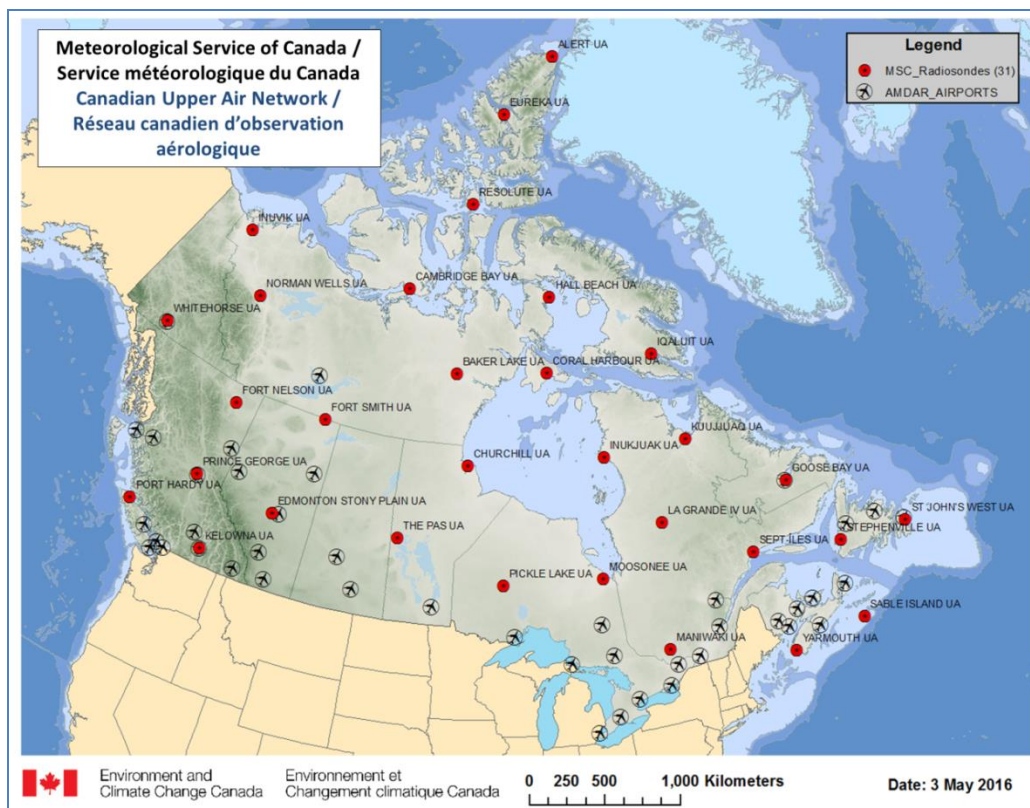 Meteorological Service of Canada /
Service météorologique du Canada
Canadian Upper Air Network /
Réseau canadien d'observation
aérologique
Legend
MSC_Radiosondes (31)
AMDAR_AIRPORTS
ALERT UA
EUREKA UA
RESOLUTE UA
INUVIK UA
CAMBRIDGE BAY UA
NORMAN WELLS UA
HALL BEACH UA
WHITEHORSE UA
IQALUIT UA
BAKER LAKE UA
CORAL HARBOUR UA
FORT NELSON UA
FORT SMITH UA
KUUJJUAQ UA
INUKJUAK UA
CHURCHILL UA
PRINCE GEORGE UA
GOOSE BAY UA
PORT HARDY UA
EDMONTON STONY PLAIN UA
LA GRANDE IV UA
ST JOHN'S WEST UA
THE PAS UA
STEPHENVILLE UA
KELOWNA UA
SEPT-ÎLES UA
MOOSONEE UA
PICKLE LAKE UA
SABLE ISLAND UA
MANIWAKI UA
YARMOUTH UA
Environment and
Climate Change Canada
Environnement et
Changement climatique Canada
0 250 500 1,000 Kilometers
Date: 3 May 2016